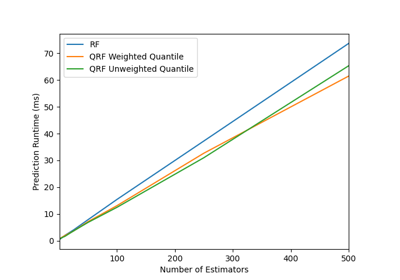 RF
QRF Weighted Quantile
QRF Unweighted Quantile
Prediction Runtime (ms)
70
60
50
40
30
20
10
0
100 200 300 400 500
Number of Estimators